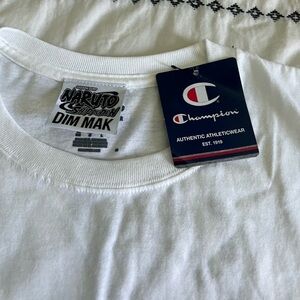 NARUTO
DIM MAK
Champion
AUTHENTIC ATHLETICWEAR
EST. 1919